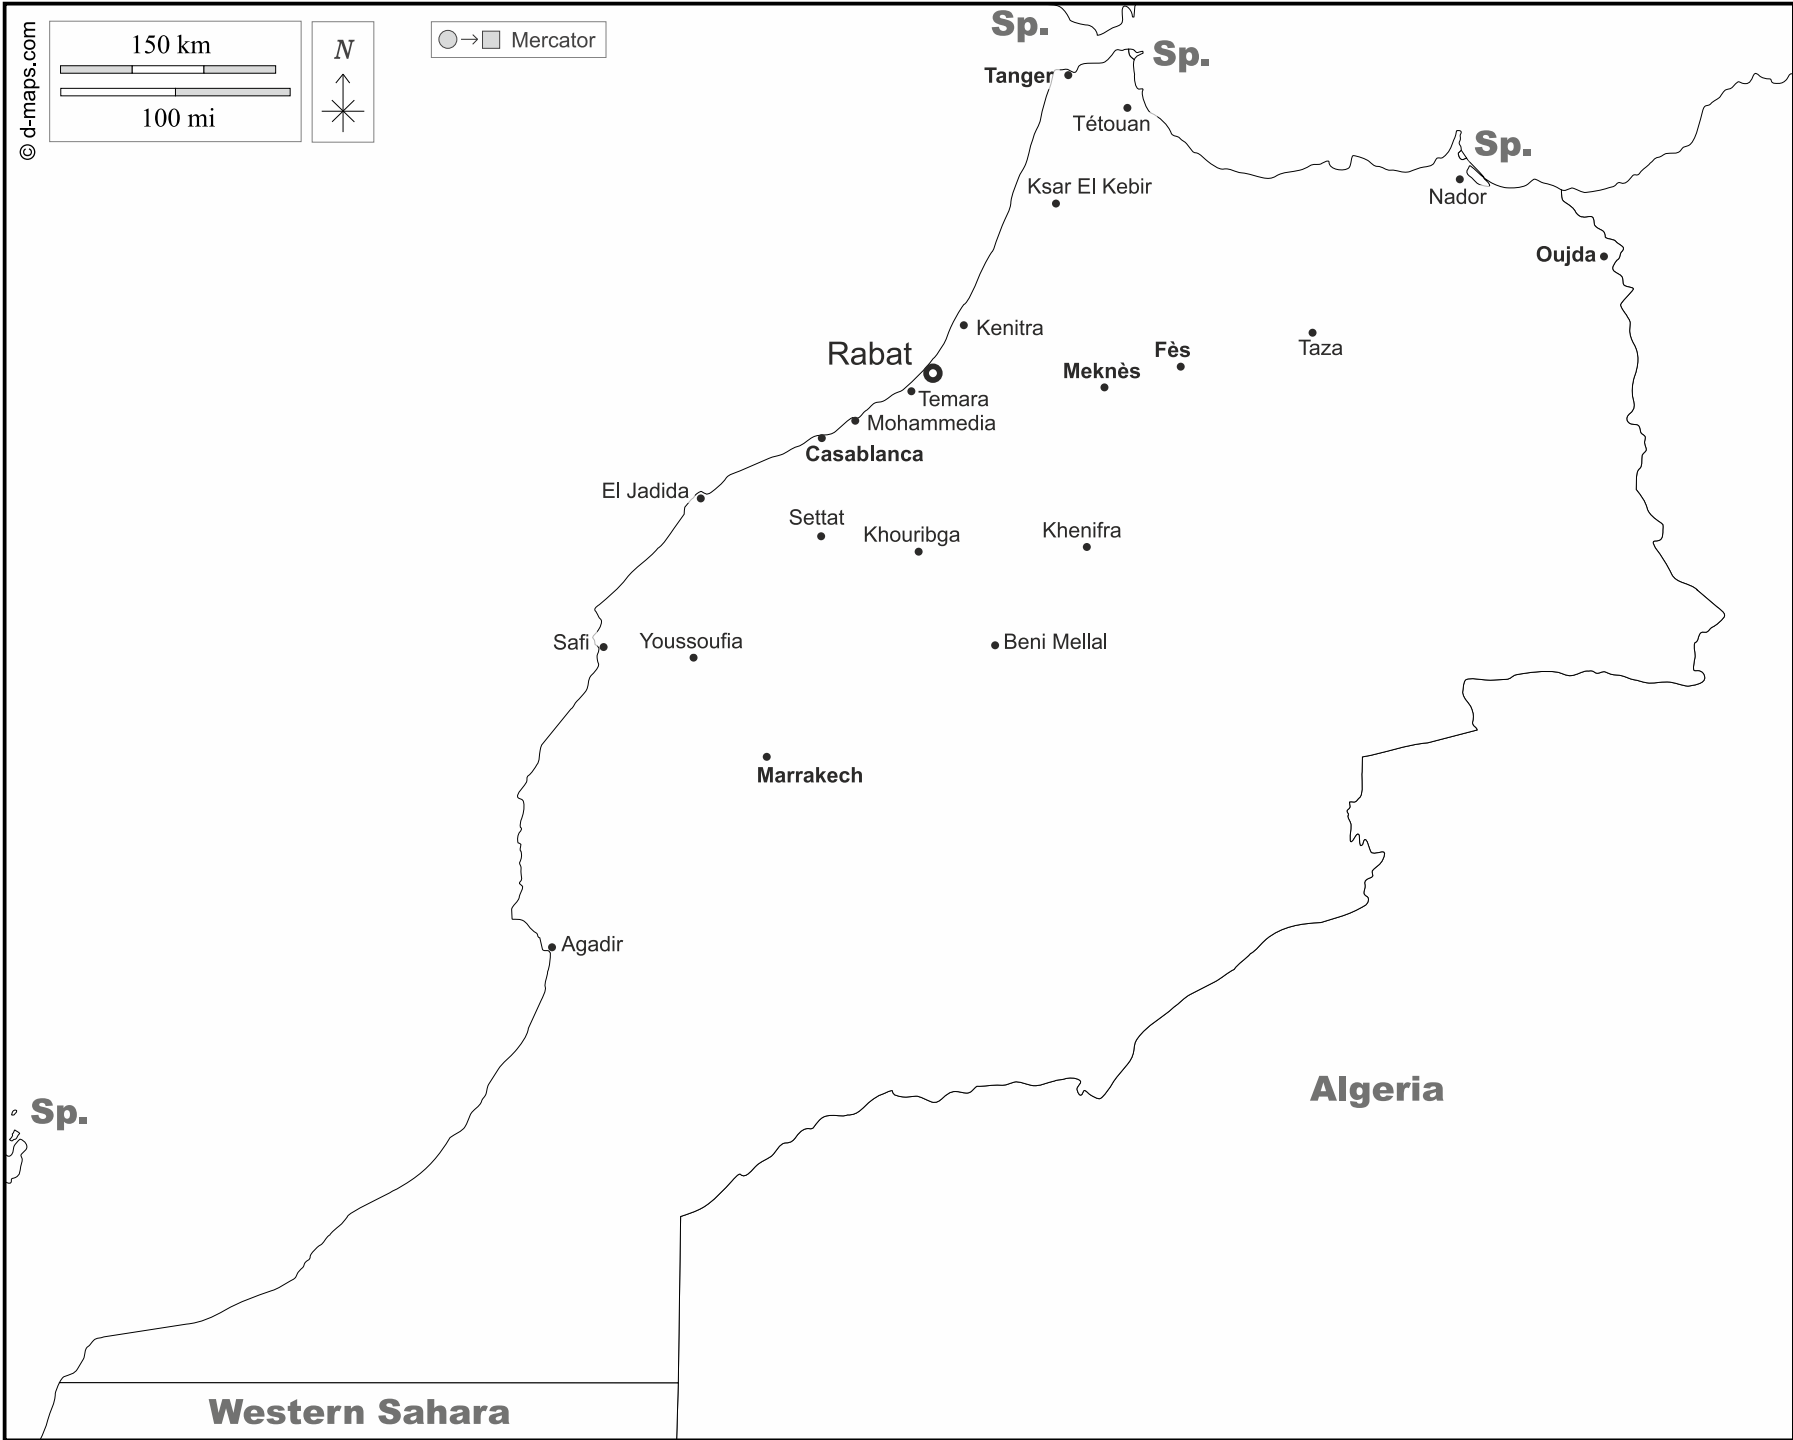 © d-maps.com
150 km
100 mi
N
Mercator
Sp.
Sp.
Tanger
Tétouan
Sp.
Ksar El Kebir
Nador
Oujda
Kenitra
Rabat
Taza
Fès
Meknès
Temara
Mohammedia
Casablanca
El Jadida
Settat
Khouribga
Khenifra
Safi
Youssoufia
Beni Mellal
Marrakech
Agadir
Algeria
Sp.
Western Sahara